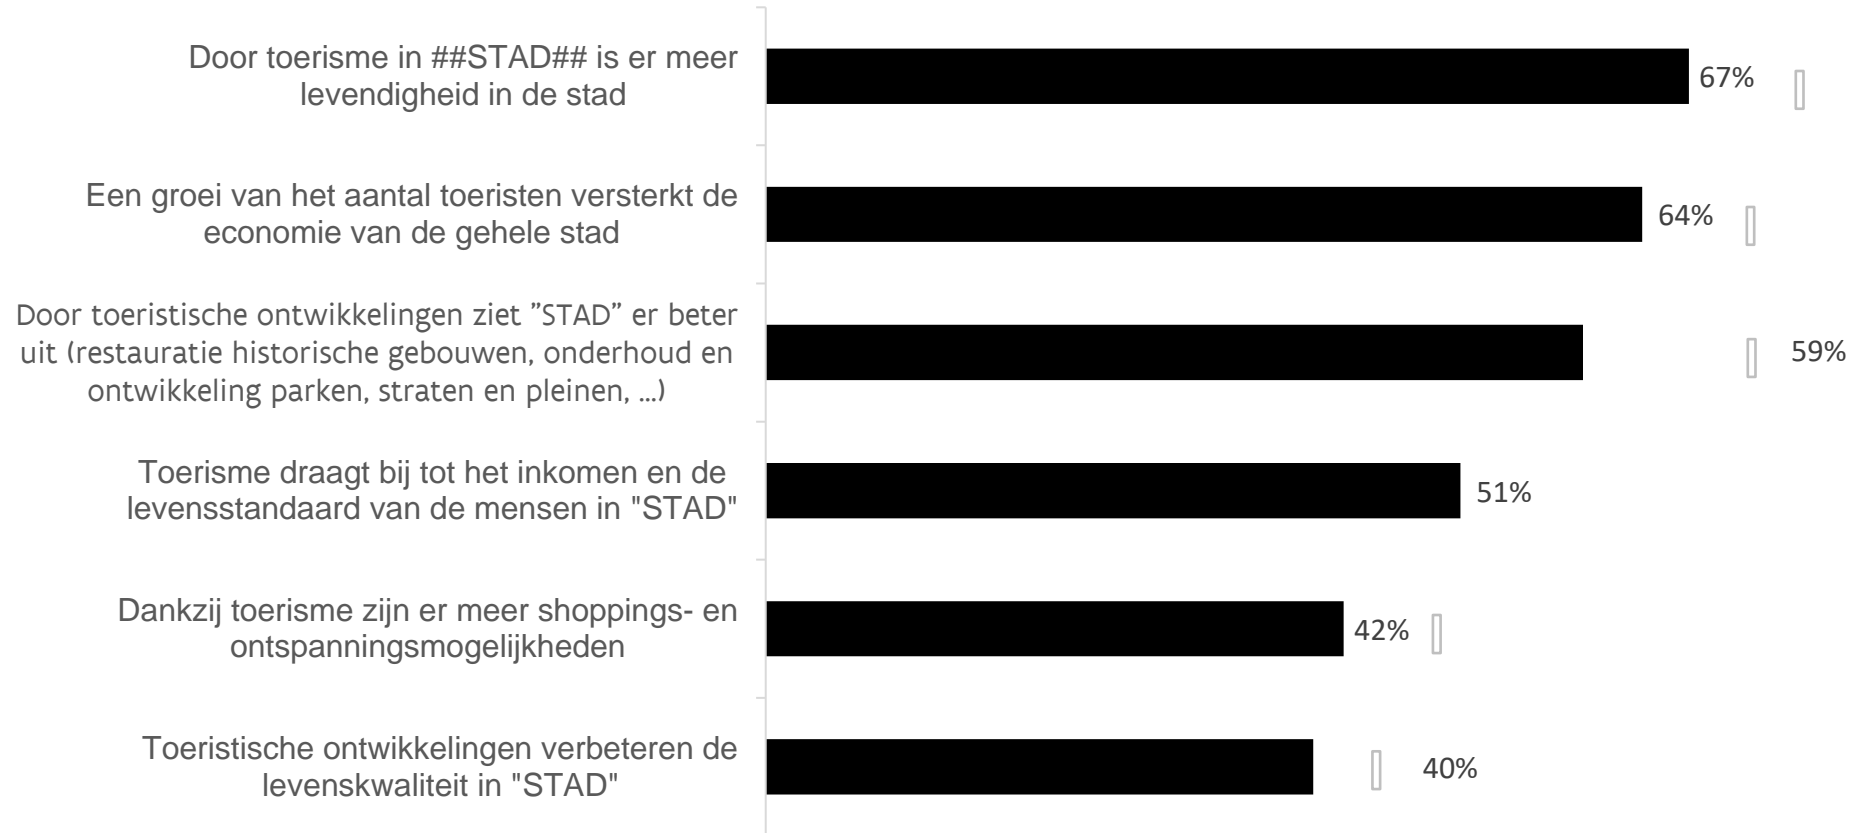 Door toerisme in ##STAD## is er meer
levendigheid in de stad
67%
Een groei van het aantal toeristen versterkt de
economie van de gehele stad
64%
Door toeristische ontwikkelingen ziet ”STAD” er beter
uit (restauratie historische gebouwen, onderhoud en
ontwikkeling parken, straten en pleinen, ...)
59%
Toerisme draagt bij tot het inkomen en de
levensstandaard van de mensen in "STAD"
51%
Dankzij toerisme zijn er meer shoppings- en
ontspanningsmogelijkheden
42%
Toeristische ontwikkelingen verbeteren de
levenskwaliteit in "STAD"
40%